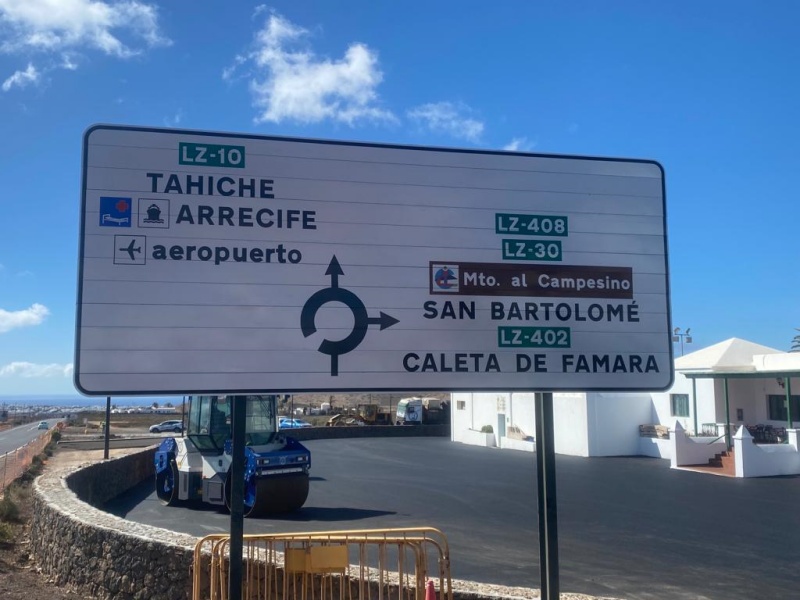 LZ-10
TAHICHE
ARRECIFE
aeropuerto
LZ-408
LZ-30
Mto. al Campesino
SAN BARTOLOMÉ
LZ-402
CALETA DE FAMARA